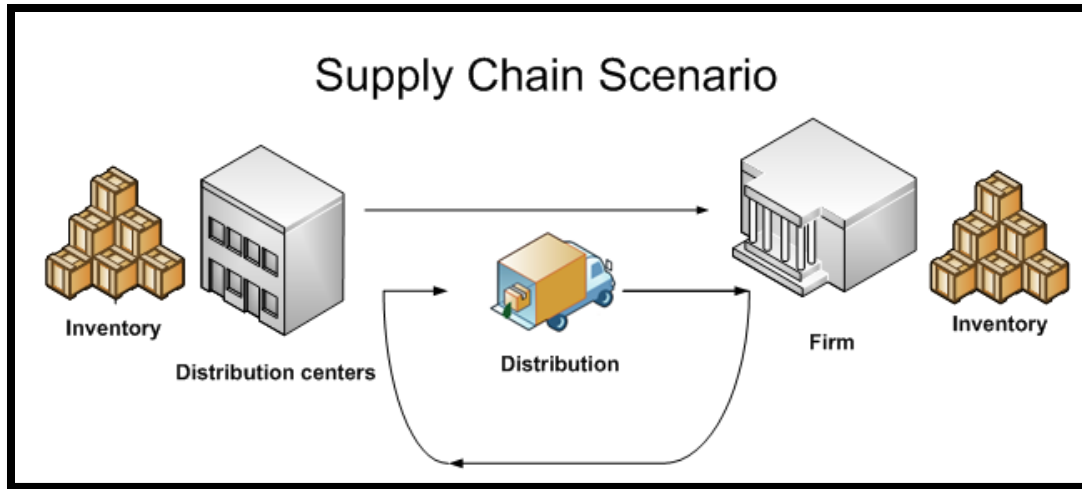 Supply Chain Scenario
Inventory
Distribution centers
Distribution
Firm
Inventory